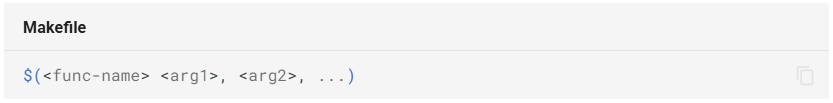 Makefile
$(<func-name> <arg1>, <arg2>, ...)